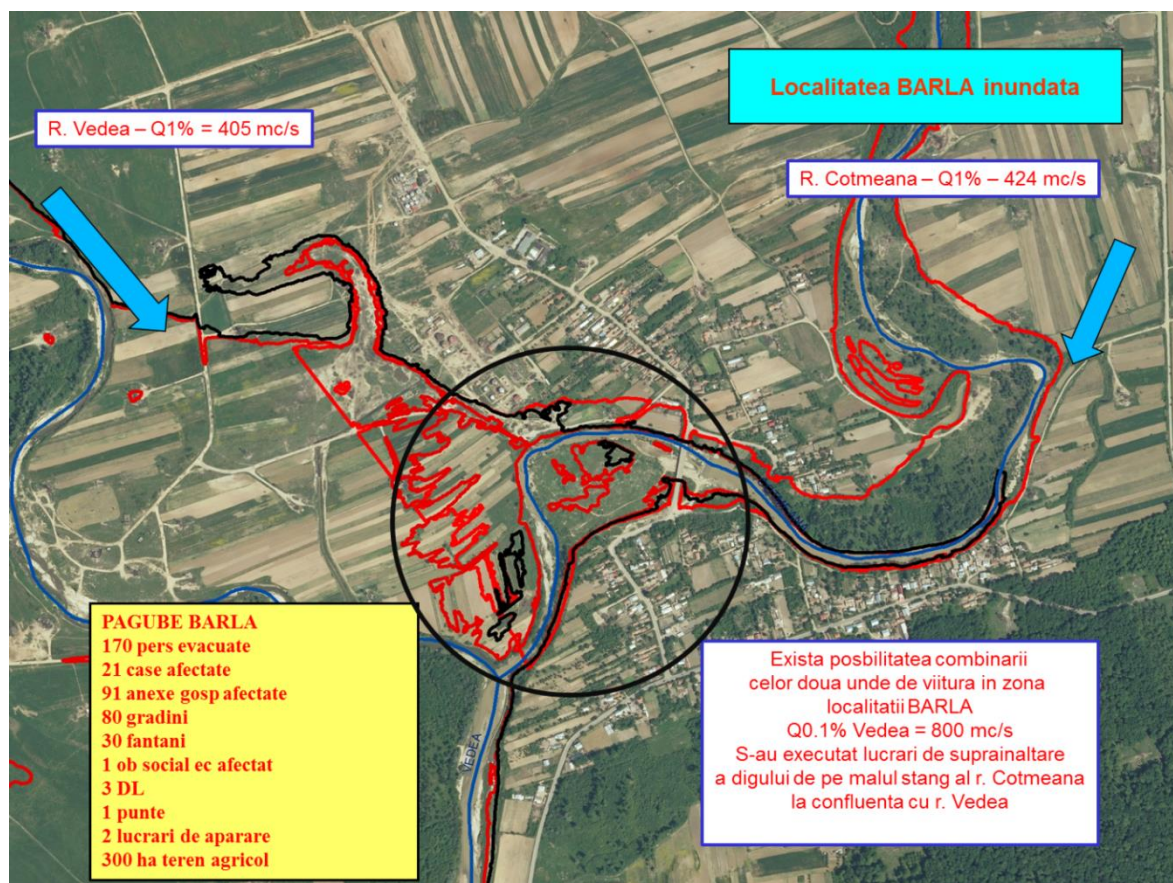 Localitatea BARLA inundata
R. Vedea – Q1% = 405 mc/s
R. Cotmeana – Q1% – 424 mc/s
PAGUBE BARLA
170 pers evacuate
21 case afectate
91 anexe gosp afectate
80 gradini
30 fantani
1 ob social ec afectat
3 DL
1 punte
2 lucrari de aparare
300 ha teren agricol
VEDEA
Exista posbilitatea combinarii
celor doua unde de viitura in zona
localitatii BARLA
Q0.1% Vedea = 800 mc/s
S-au executat lucrari de suprainaltare
a digului de pe malul stang al r. Cotmeana
la confluenta cu r. Vedea